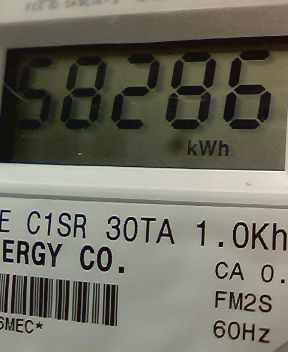 58286
kWh
E C1SR 30TA 1.0Kh
ERGY CO.
CA 0.
FM2S
6MEC*
60Hz